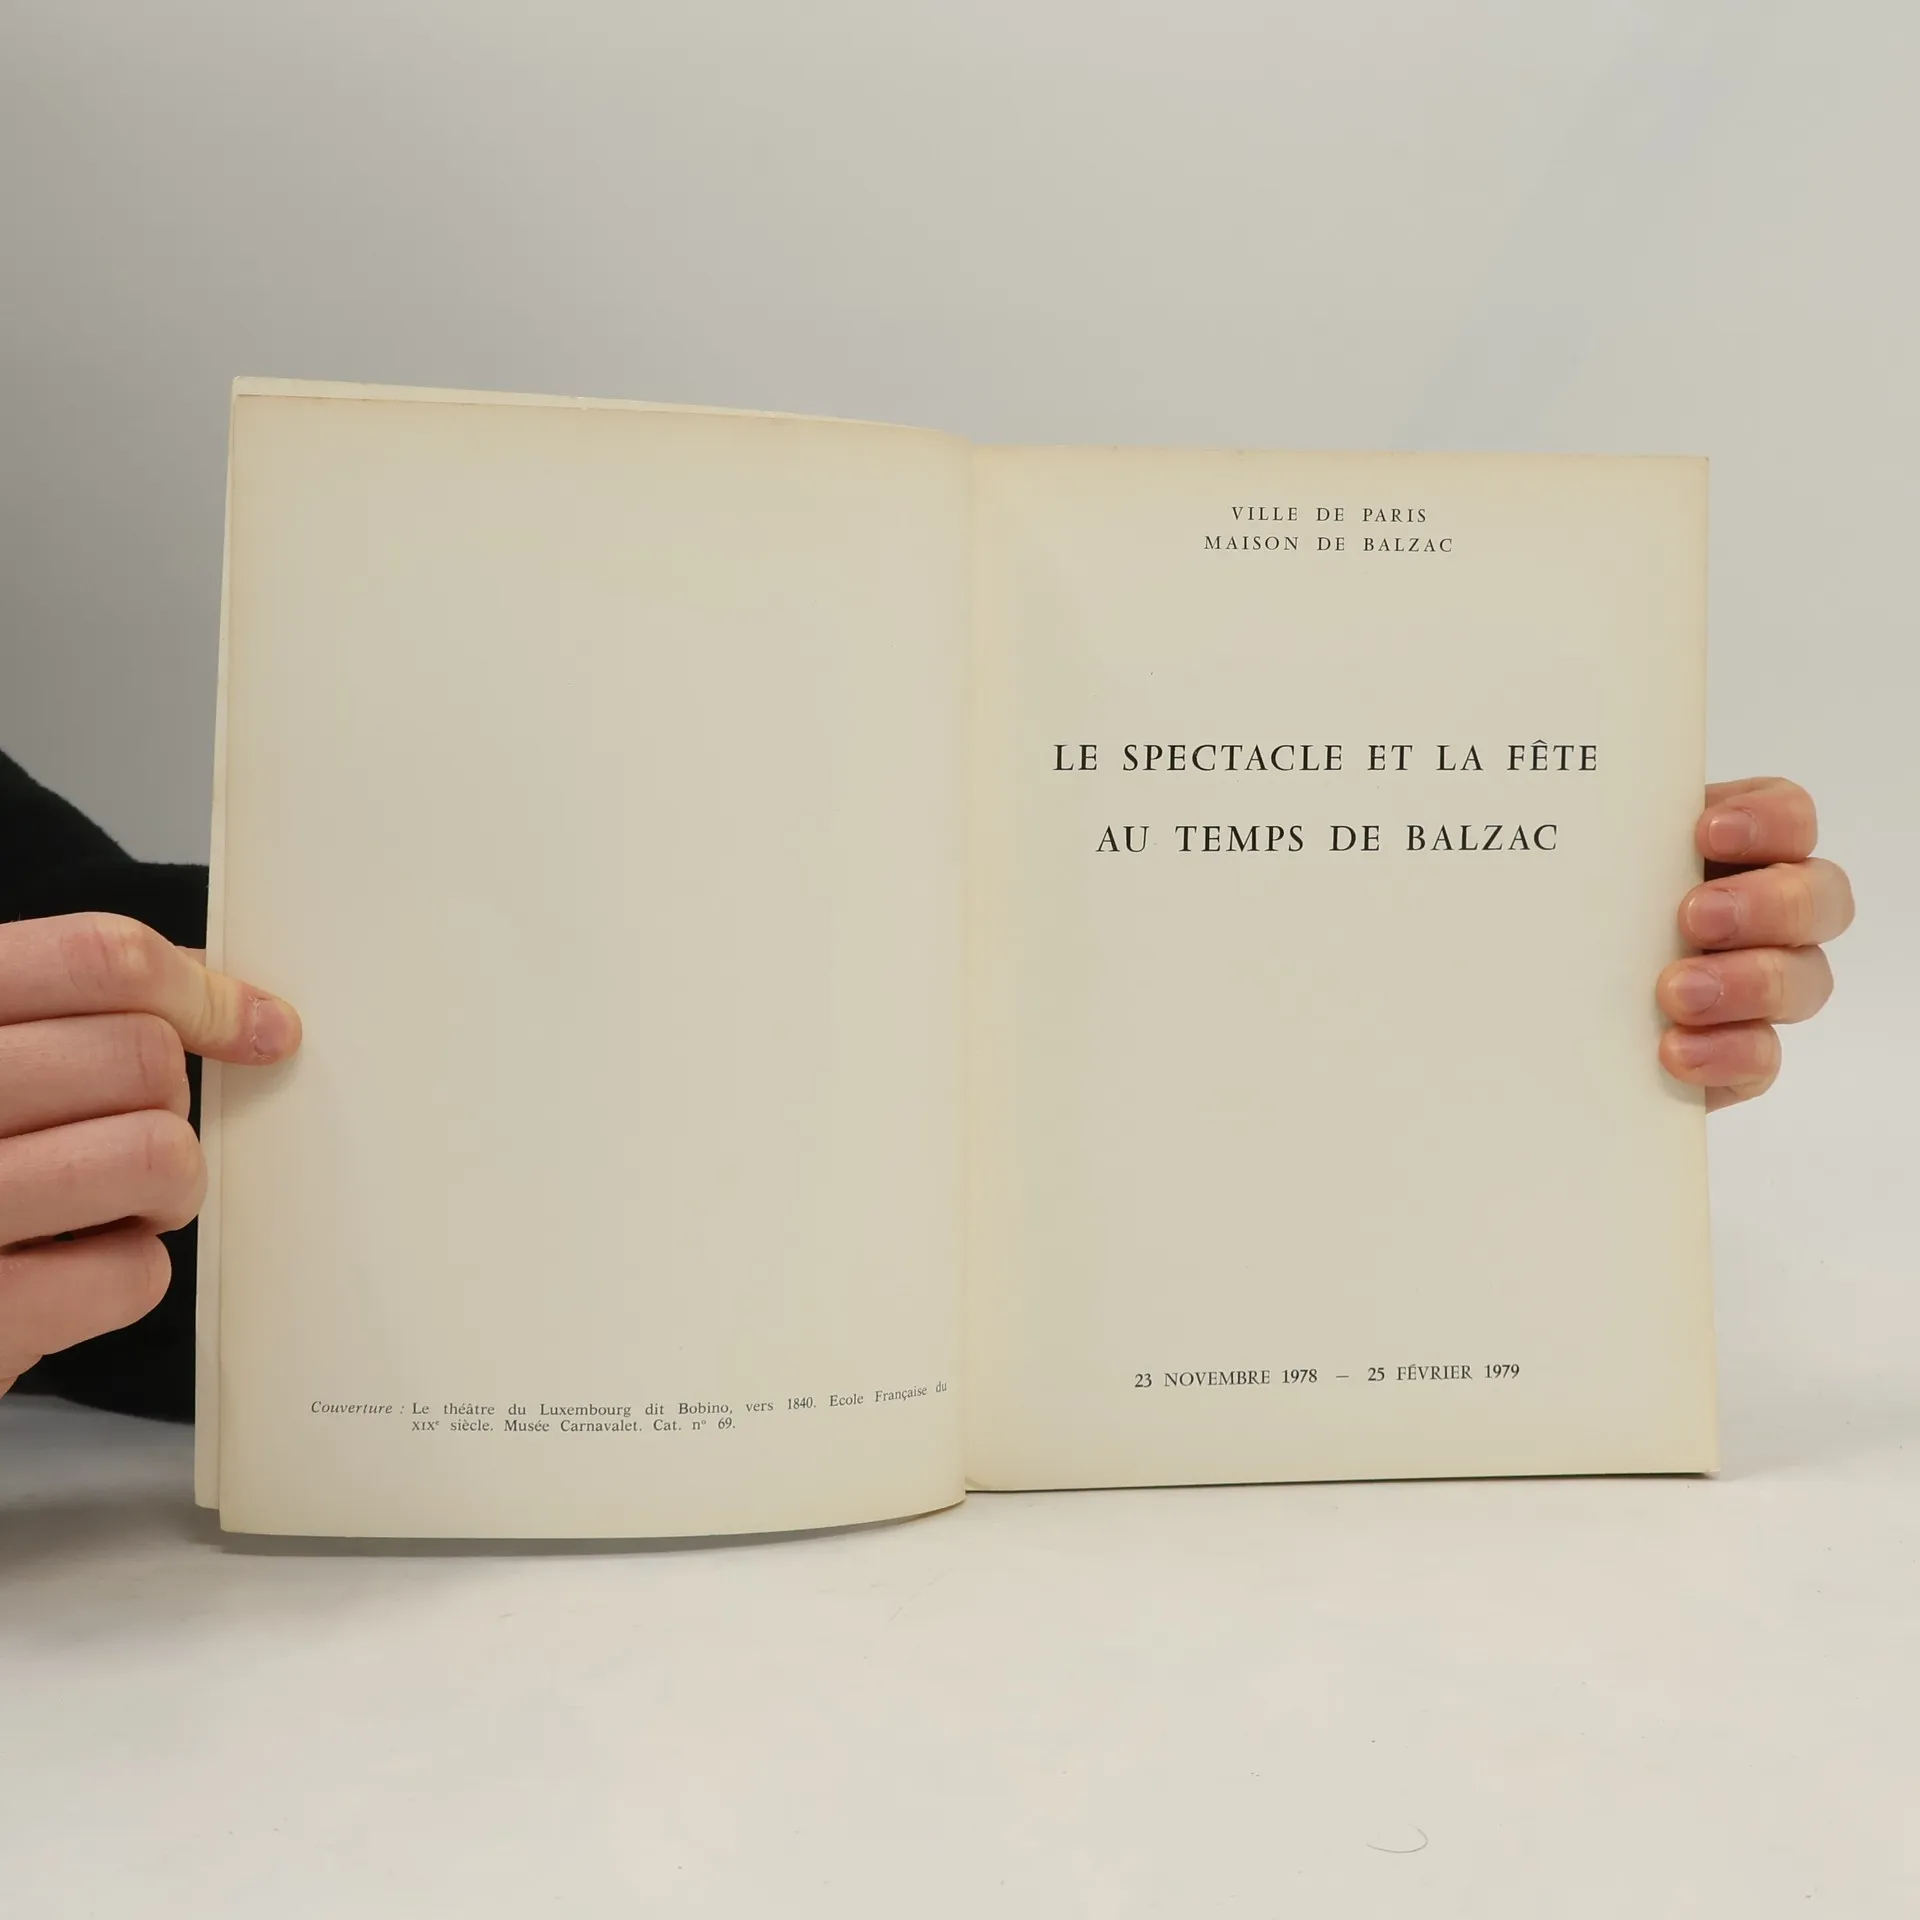 Couverture : Le théâtre du Luxembourg dit Bobino, vers 1840. Ecole Française du
XIXe siècle. Musée Carnavalet. Cat. n° 69.
VILLE DE PARIS
MAISON DE BALZAC
LE SPECTACLE ET LA FÊTE
AU TEMPS DE BALZAC
23 NOVEMBRE 1978 — 25 FÉVRIER 1979